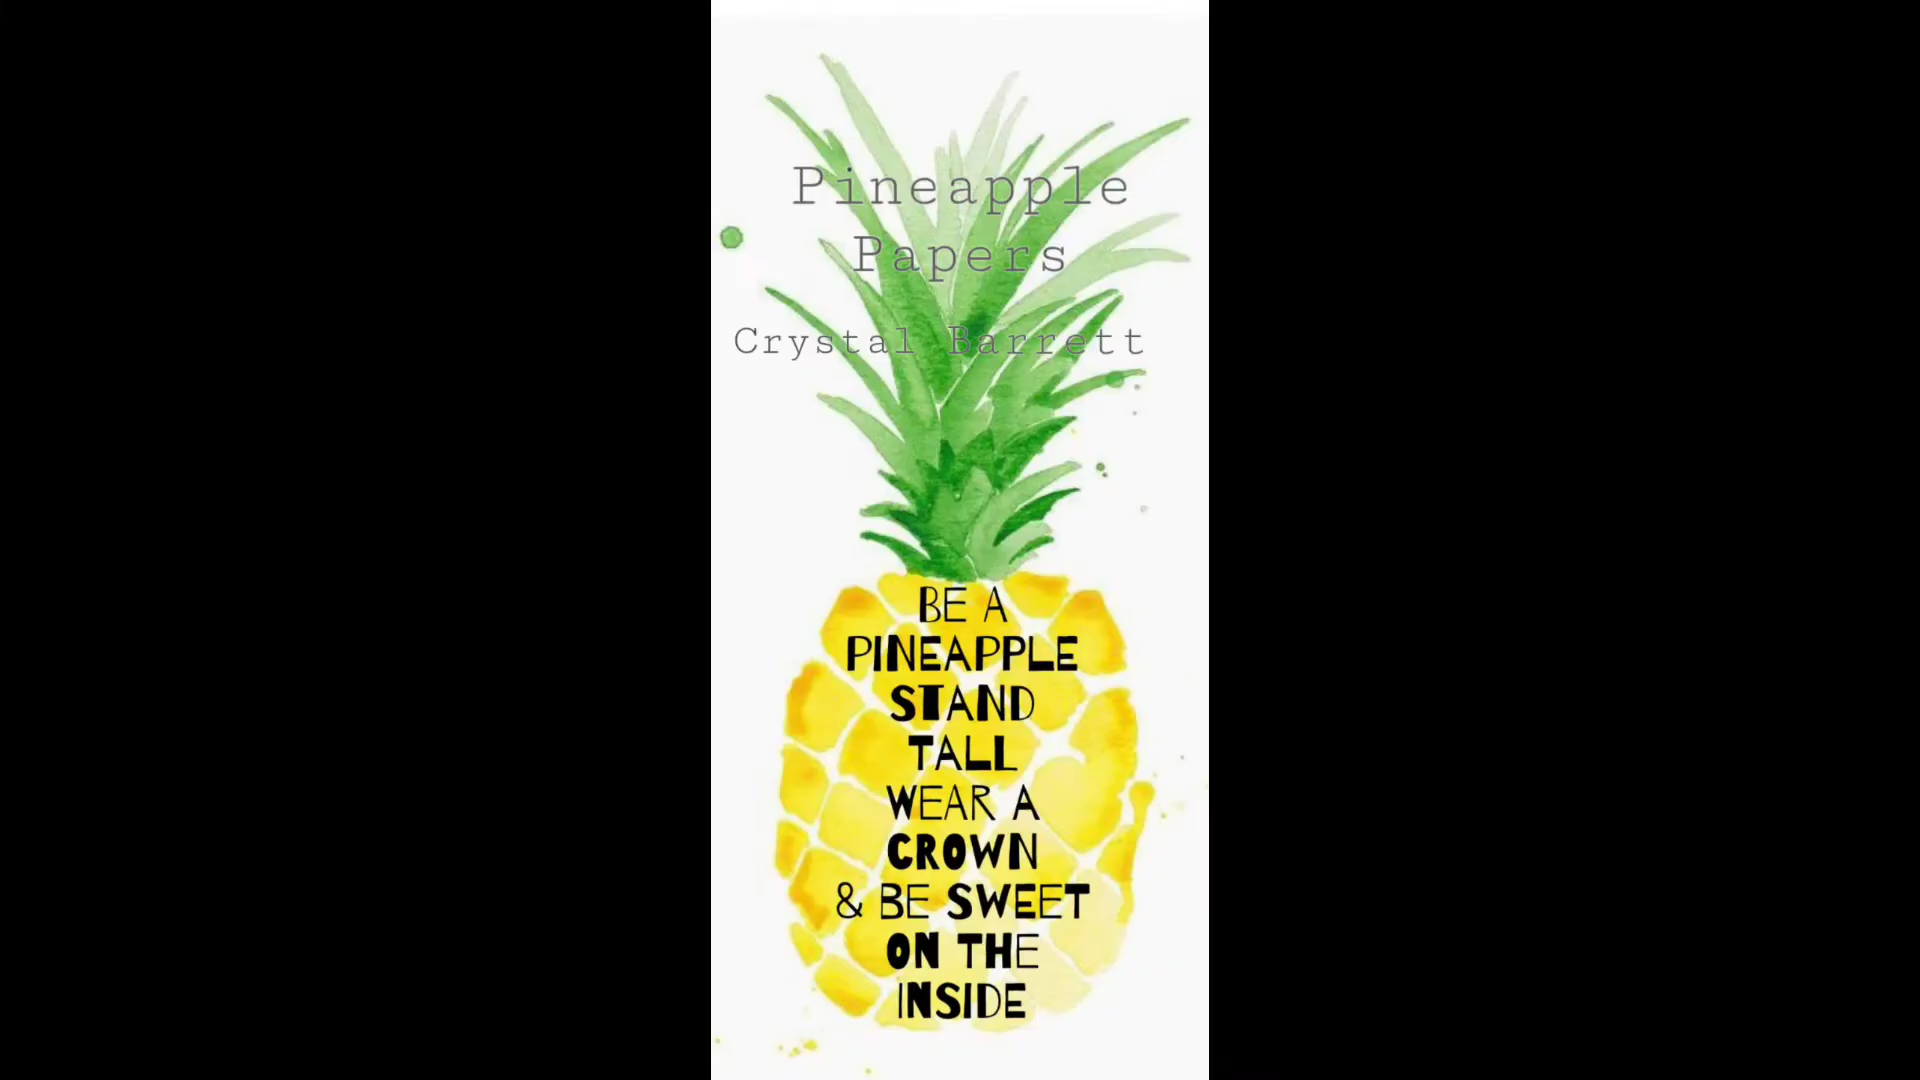 Pineapple
Papers
Crystal Barrett
BE A
PINEAPPLE
STAND
TALL
WEAR A
CROWN
& BE SWEET
ON THE
INSIDE